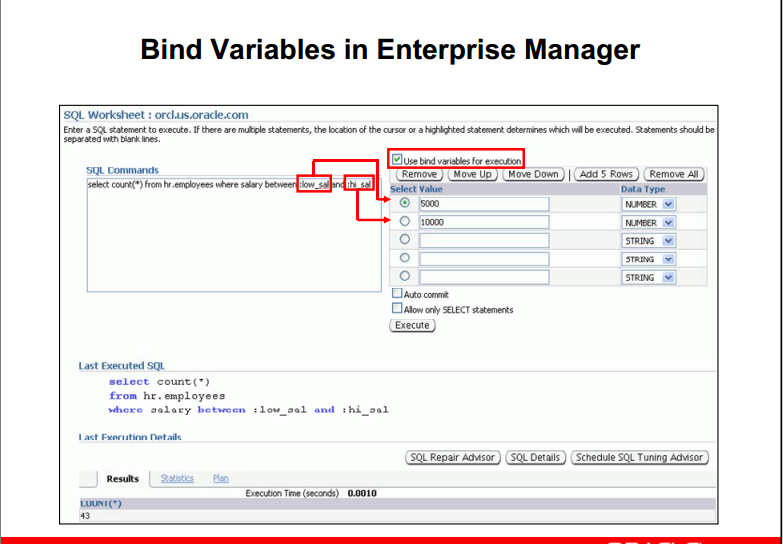 Bind Variables in Enterprise Manager
SQL Worksheet : orcl.us.oracle.com
Enter a SQL statement to execute. If there are multiple statements, the location of the cursor or a highlighted statement determines which will be executed. Statements should be
separated with blank lines.
Use bind variables for execution
SQL Commands
select count(*) from hr.employees where salary between :low_sal and :hi_sal
Remove Move Up Move Down | Add 5 Rows Remove All
Select Value Data Type
5000 NUMBER
10000 NUMBER
STRING
STRING
STRING
Auto commit
Allow only SELECT statements
Execute
Last Executed SQL
select count(*)
from hr.employees
where salary between :low_sal and :hi_sal
Last Execution Details
SQL Repair Advisor SQL Details Schedule SQL Tuning Advisor
Results Statistics Plan
Execution Time (seconds) 0.0010
COUNT(*)
43